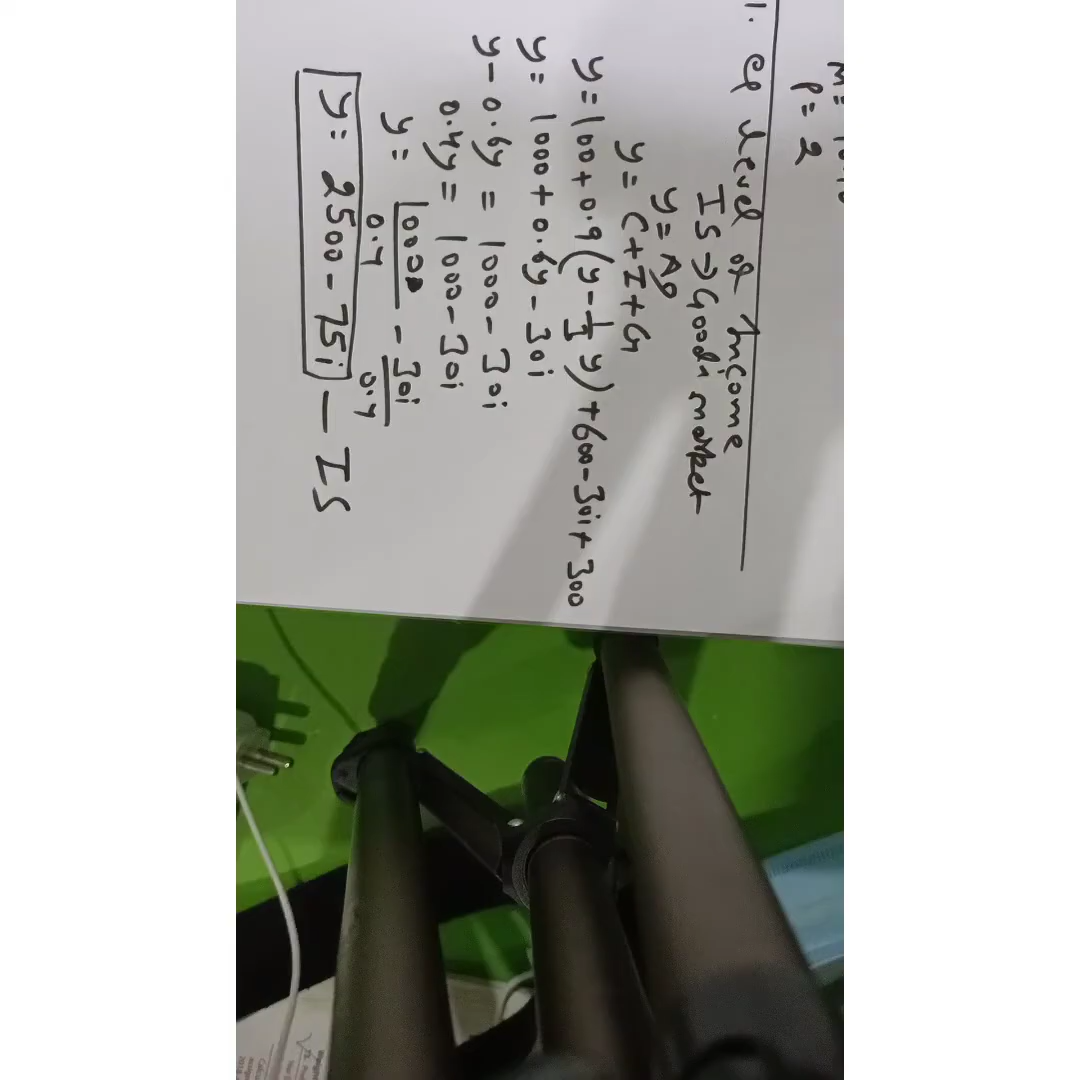 P = 2
1. eq level of Income
IS → Goods market
y = AD
y = C + I + G
y = 100 + 0.9(y - 1/3 y) + 600 - 30i + 300
y = 1000 + 0.6y - 30i
y - 0.6y = 1000 - 30i
0.4y = 1000 - 30i
y = 1000/0.4 - 30i/0.4
y = 2500 - 75i — IS